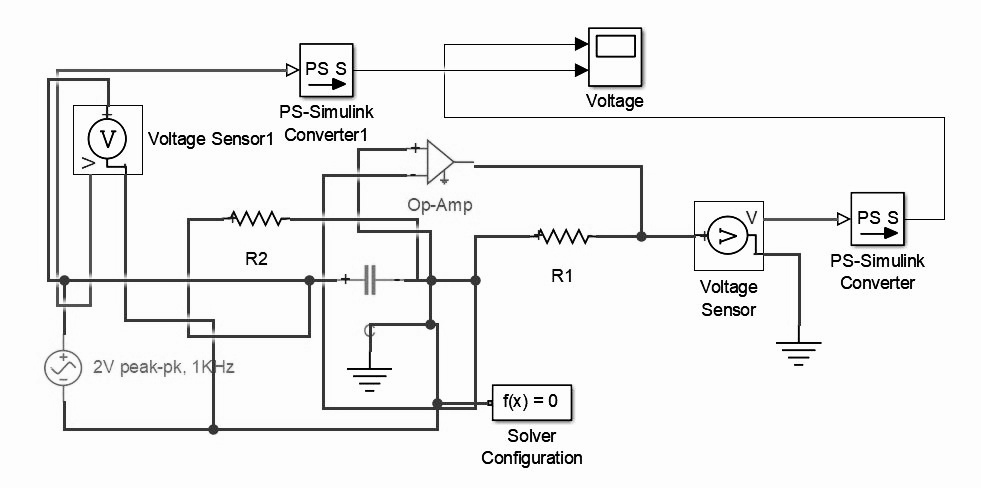 PS S
PS-Simulink
Converter1
Voltage
+
V
V
Voltage Sensor1
+
-
Op-Amp
+
R2
+
R1
+
V
V
PS S
PS-Simulink
Converter
Voltage
Sensor
+
-
C
2V peak-pk, 1KHz
f(x) = 0
Solver
Configuration